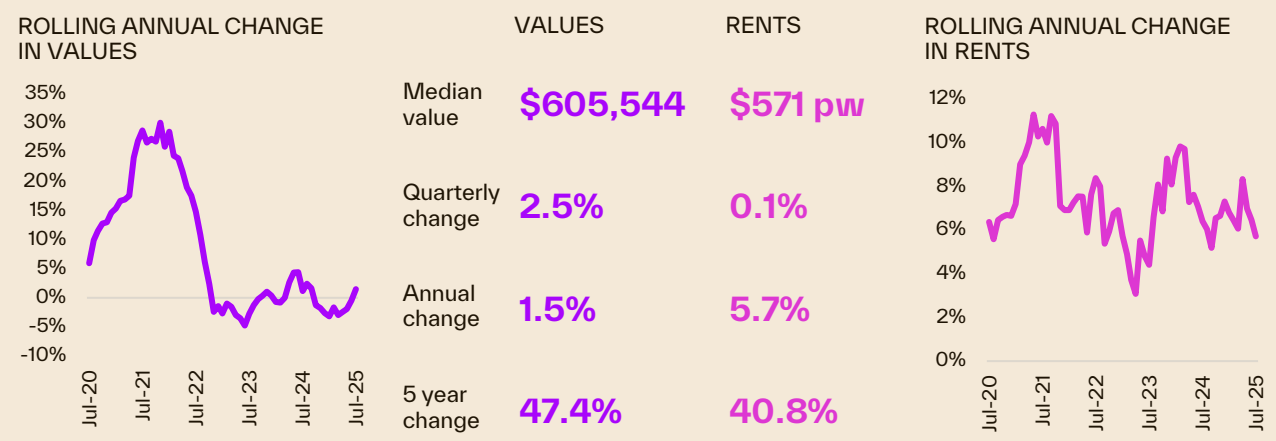 ROLLING ANNUAL CHANGE
IN VALUES
35%
30%
25%
20%
15%
10%
5%
0%
-5%
-10%
Jul-20
Jul-21
Jul-22
Jul-23
Jul-24
Jul-25
VALUES
RENTS
Median
value
$605,544
$571 pw
Quarterly
change
2.5%
0.1%
Annual
change
1.5%
5.7%
5 year
change
47.4%
40.8%
ROLLING ANNUAL CHANGE
IN RENTS
12%
10%
8%
6%
4%
2%
0%
Jul-20
Jul-21
Jul-22
Jul-23
Jul-24
Jul-25